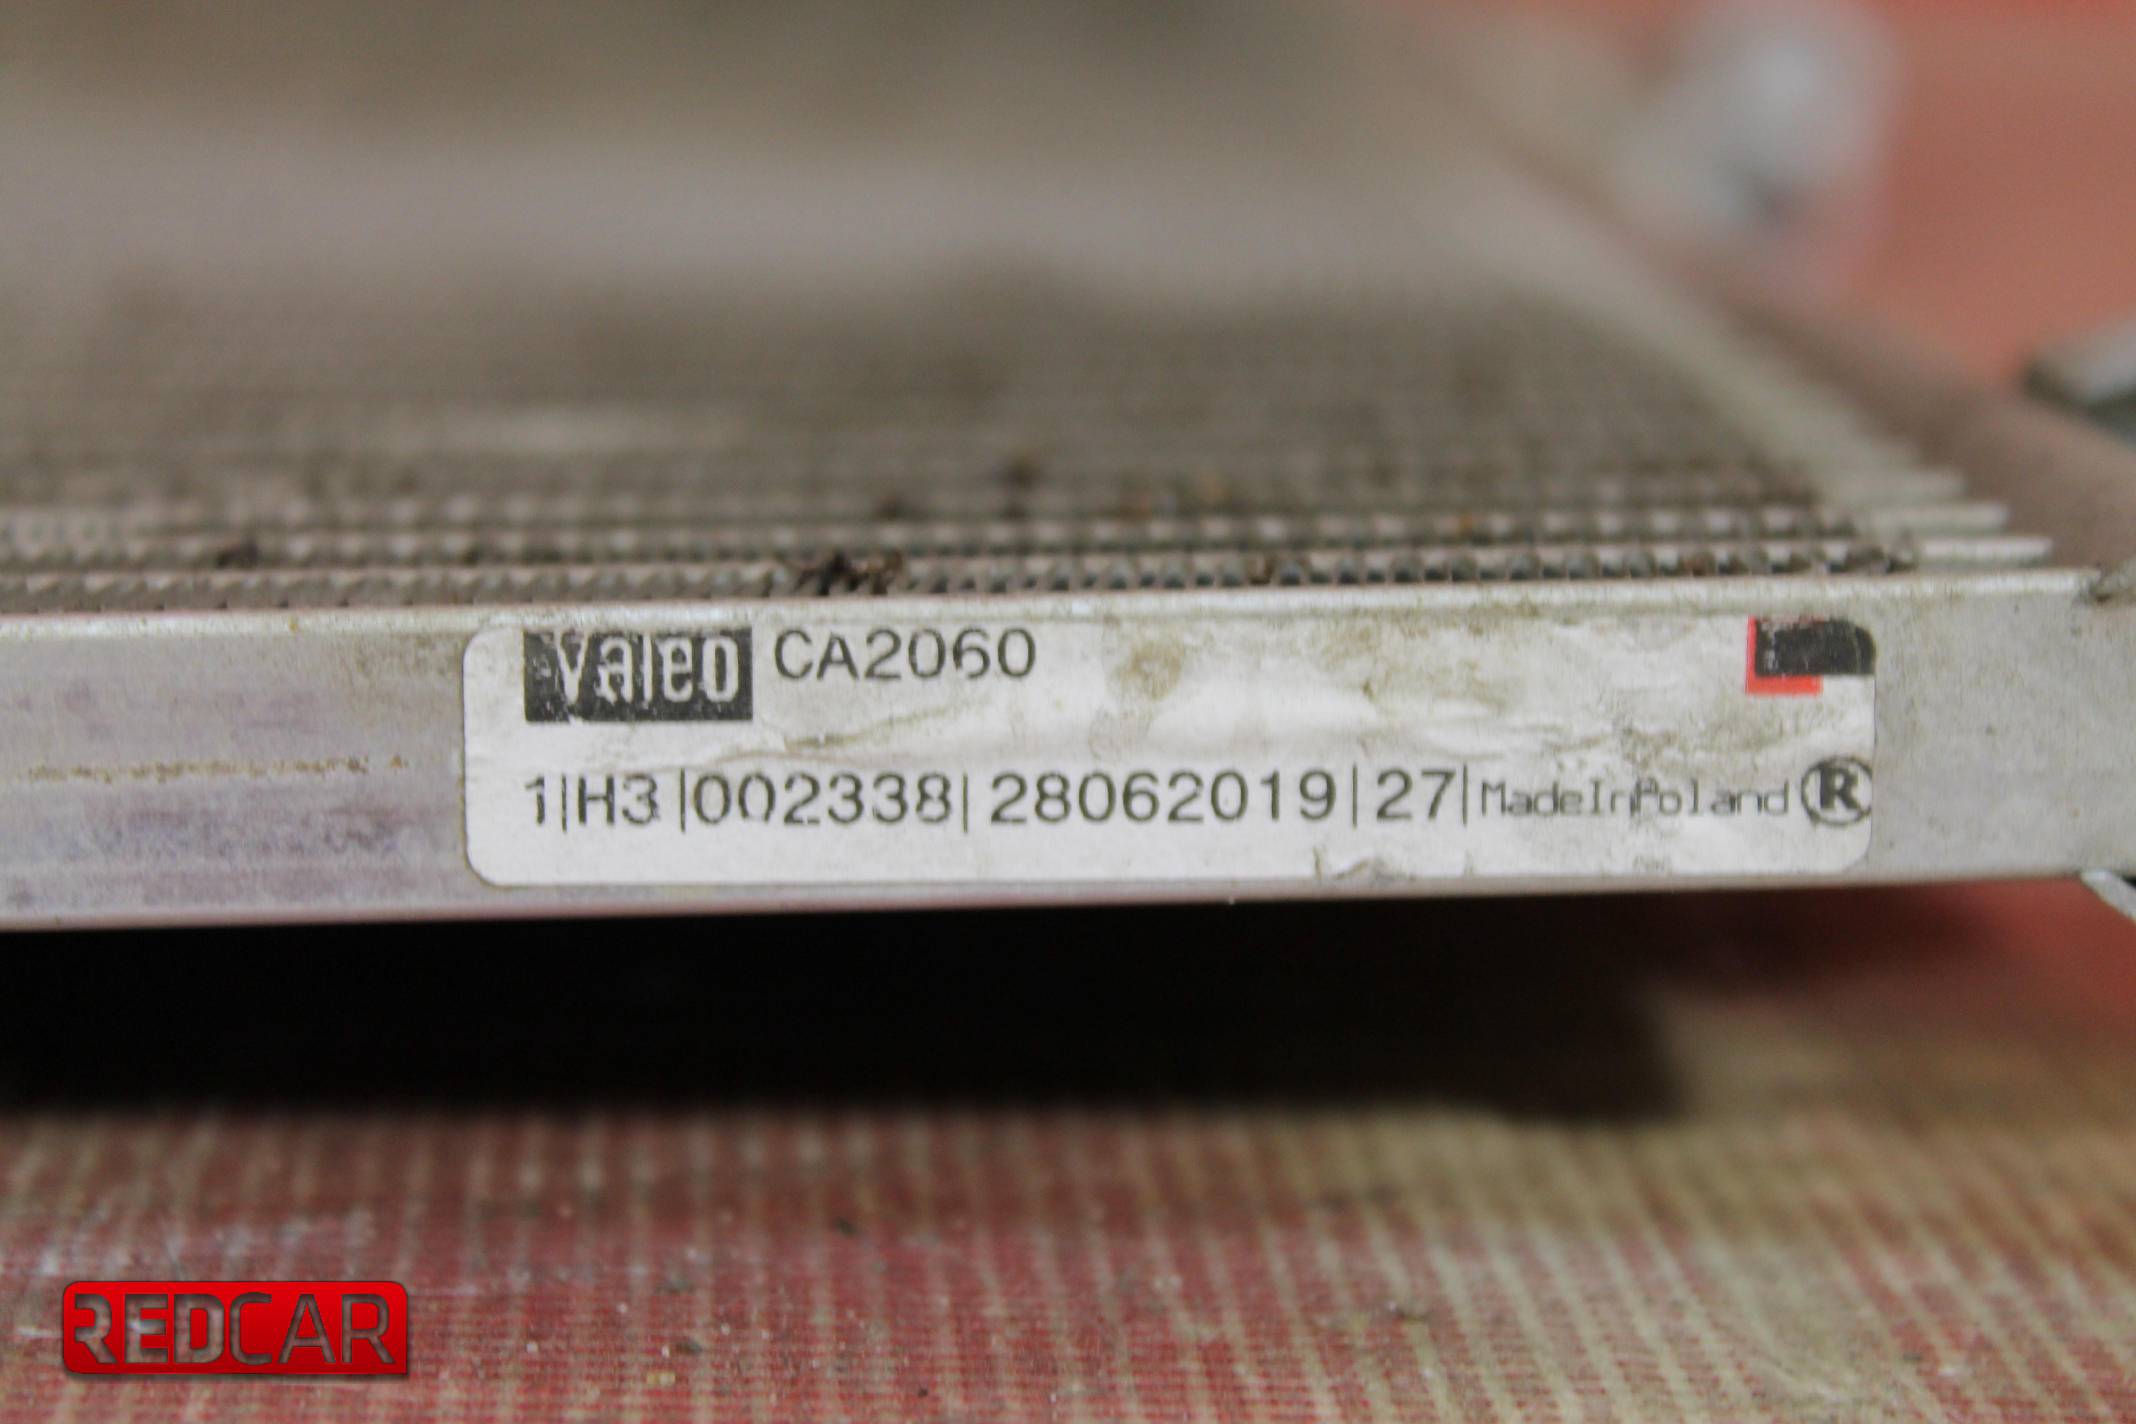 Valeo CA2060
1|H3|002338|28062019|27|MadeInPoland ®
REDCAR